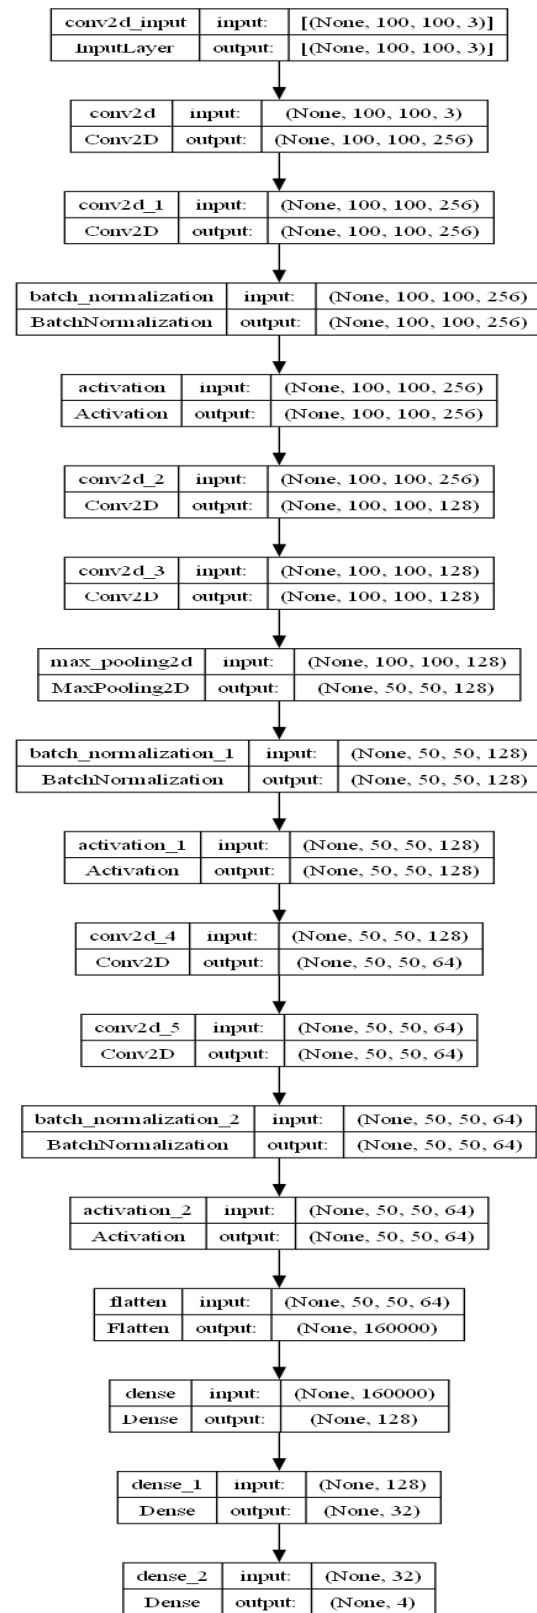 conv2d_input input: [(None, 100, 100, 3)]
InputLayer output: [(None, 100, 100, 3)]
conv2d input: (None, 100, 100, 3)
Conv2D output: (None, 100, 100, 256)
conv2d_1 input: (None, 100, 100, 256)
Conv2D output: (None, 100, 100, 256)
batch_normalization input: (None, 100, 100, 256)
BatchNormalization output: (None, 100, 100, 256)
activation input: (None, 100, 100, 256)
Activation output: (None, 100, 100, 256)
conv2d_2 input: (None, 100, 100, 256)
Conv2D output: (None, 100, 100, 128)
conv2d_3 input: (None, 100, 100, 128)
Conv2D output: (None, 100, 100, 128)
max_pooling2d input: (None, 100, 100, 128)
MaxPooling2D output: (None, 50, 50, 128)
batch_normalization_1 input: (None, 50, 50, 128)
BatchNormalization output: (None, 50, 50, 128)
activation_1 input: (None, 50, 50, 128)
Activation output: (None, 50, 50, 128)
conv2d_4 input: (None, 50, 50, 128)
Conv2D output: (None, 50, 50, 64)
conv2d_5 input: (None, 50, 50, 64)
Conv2D output: (None, 50, 50, 64)
batch_normalization_2 input: (None, 50, 50, 64)
BatchNormalization output: (None, 50, 50, 64)
activation_2 input: (None, 50, 50, 64)
Activation output: (None, 50, 50, 64)
flatten input: (None, 50, 50, 64)
Flatten output: (None, 160000)
dense input: (None, 160000)
Dense output: (None, 128)
dense_1 input: (None, 128)
Dense output: (None, 32)
dense_2 input: (None, 32)
Dense output: (None, 4)